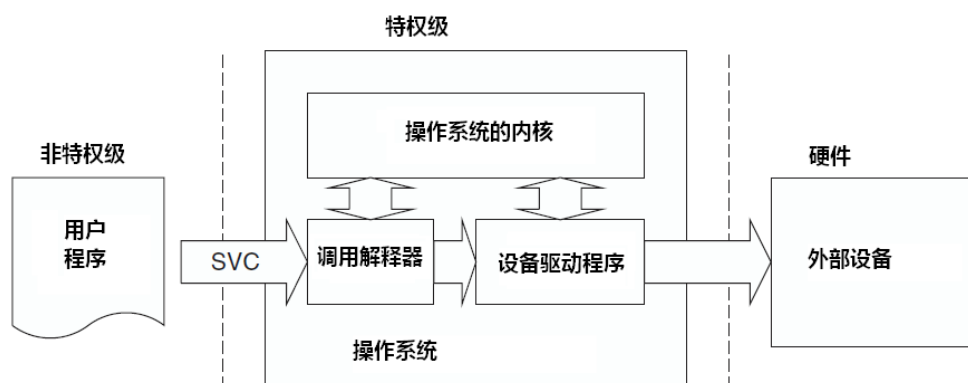 特权级
操作系统的内核
非特权级
硬件
用户
程序
SVC
调用解释器
设备驱动程序
外部设备
操作系统